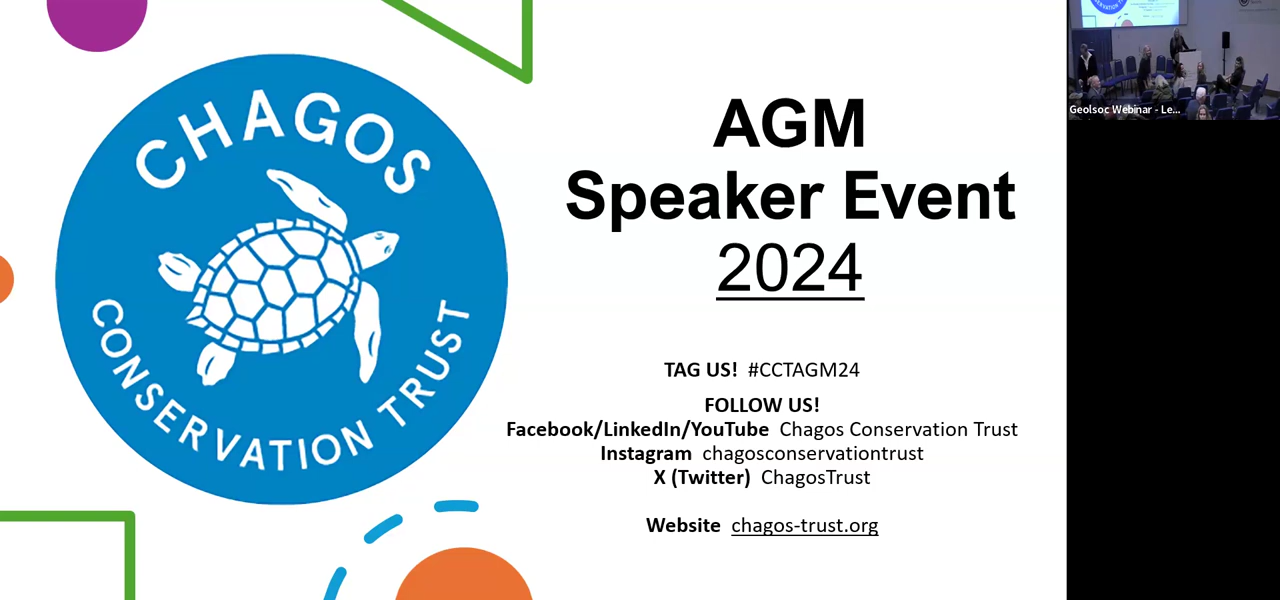 CHAGOS
CONSERVATION TRUST
AGM
Speaker Event
2024
TAG US! #CCTAGM24
FOLLOW US!
Facebook/LinkedIn/YouTube Chagos Conservation Trust
Instagram chagosconservationtrust
X (Twitter) ChagosTrust
Website chagos-trust.org
Geolsoc Webinar - Le...